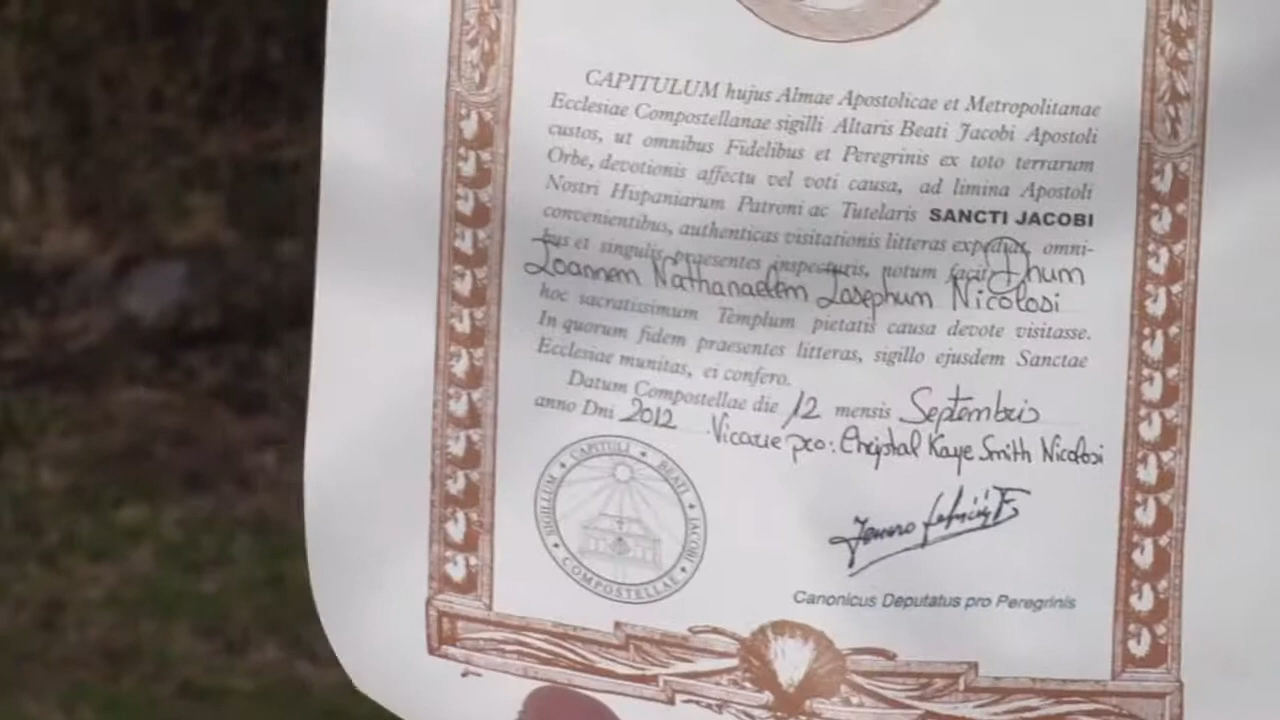 CAPITULUM hujus Almae Apostolicae et Metropolitanae
Ecclesiae Compostellanae sigilli Altaris Beati Jacobi Apostoli
custos, ut omnibus Fidelibus et Peregrinis ex toto terrarum
Orbe, devotionis affectu vel voti causa, ad limina Apostoli
Nostri Hispaniarum Patroni ac Tutelaris SANCTI JACOBI
convenientibus, authenticas visitationis litteras expediat, omni-
bus et singulis praesentes inspecturis, notum facit: Dnum
Ioannem Nathanaelem Iosephum Nicolosi
hoc sacratissimum Templum pietatis causa devote visitasse.
In quorum fidem praesentes litteras, sigillo ejusdem Sanctae
Ecclesiae munitas, ei confero.
Datum Compostellae die 12 mensis Septembris
anno Dni 2012 Vicarie pro: Chrystal Kaye Smith Nicolosi
SIGILLUM CAPITULI BEATI JACOBI COMPOSTELLAE
Canonicus Deputatus pro Peregrinis